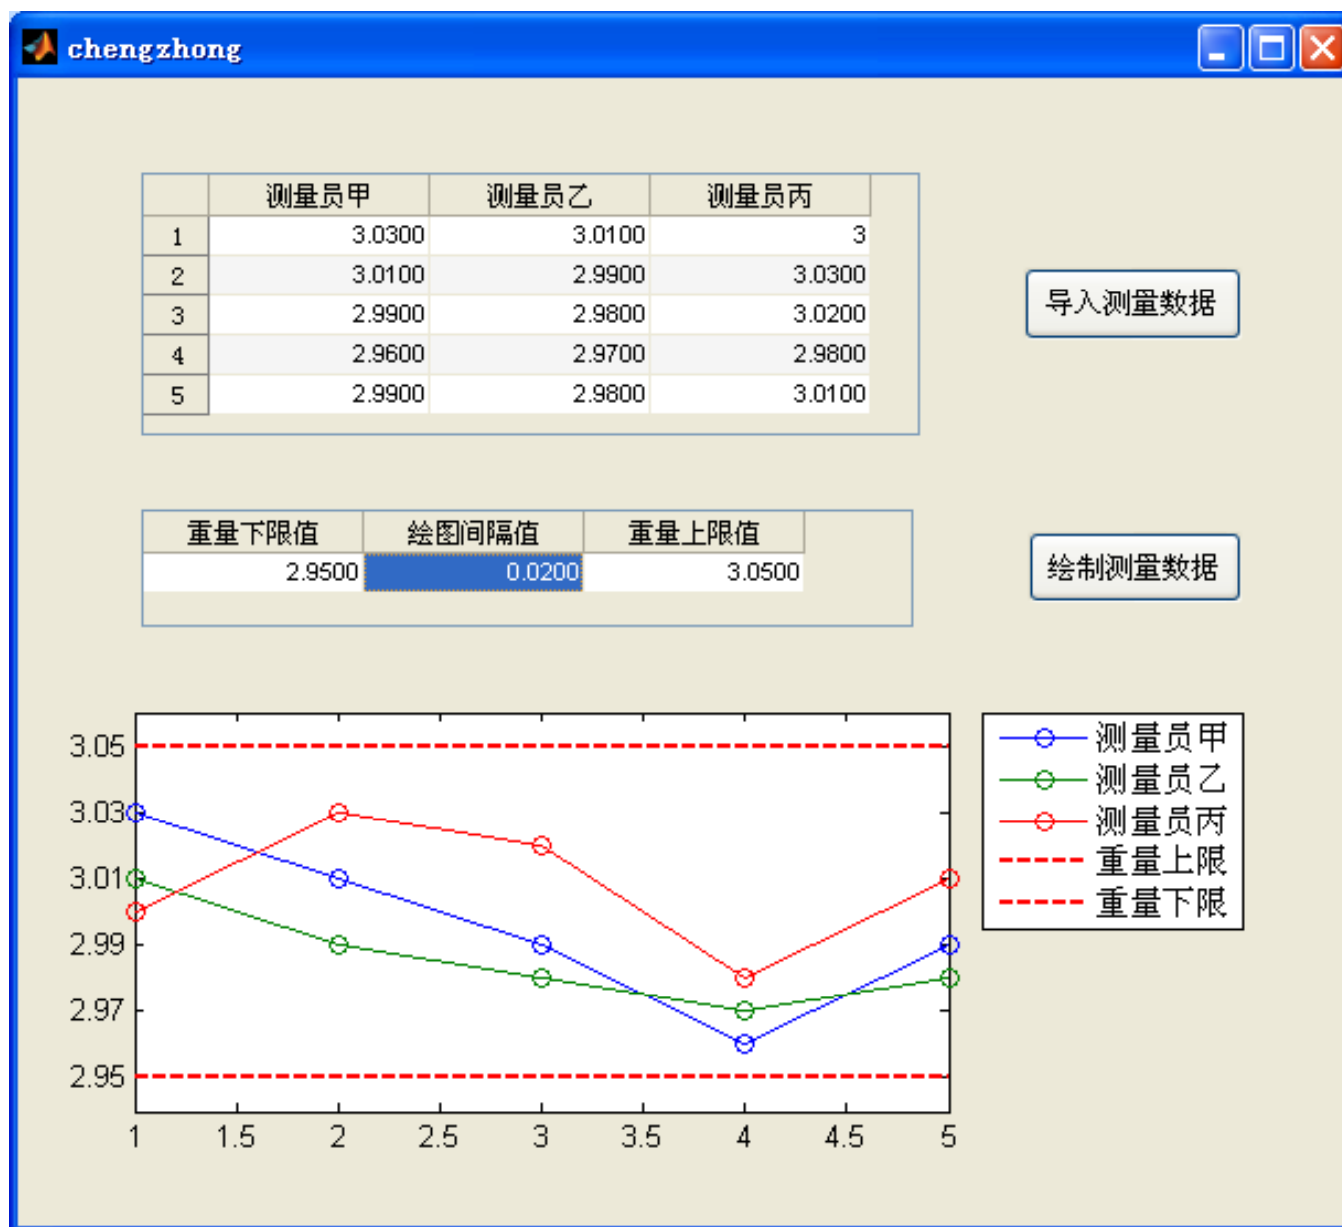 chengzhong
测量员甲 测量员乙 测量员丙
1 3.0300 3.0100 3
2 3.0100 2.9900 3.0300
3 2.9900 2.9800 3.0200
4 2.9600 2.9700 2.9800
5 2.9900 2.9800 3.0100
导入测量数据
重量下限值 绘图间隔值 重量上限值
2.9500 0.0200 3.0500
绘制测量数据
3.05
3.03
3.01
2.99
2.97
2.95
1 1.5 2 2.5 3 3.5 4 4.5 5
测量员甲
测量员乙
测量员丙
重量上限
重量下限